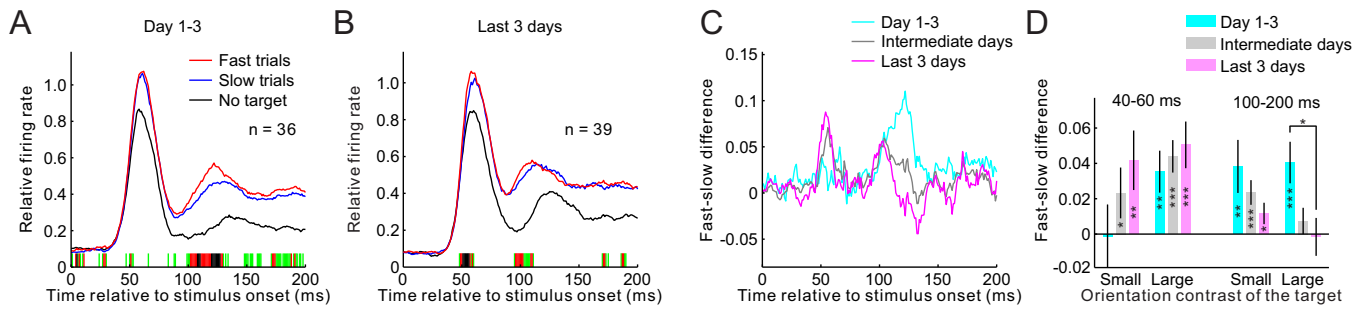 A
Day 1-3
Relative firing rate
1.0
0.8
0.6
0.4
0.2
0
Fast trials
Slow trials
No target
n = 36
0 50 100 150 200
Time relative to stimulus onset (ms)
B
Last 3 days
Relative firing rate
1.0
0.8
0.6
0.4
0.2
0
n = 39
0 50 100 150 200
Time relative to stimulus onset (ms)
C
Day 1-3
Intermediate days
Last 3 days
Fast-slow difference
0.15
0.1
0.05
0
-0.05
0 50 100 150 200
Time relative to stimulus onset (ms)
D
Day 1-3
Intermediate days
Last 3 days
40-60 ms 100-200 ms
Fast-slow difference
0.06
0.04
0.02
0
-0.02
* ** *** *** *** ** *** * *** *
Small Large Small Large
Orientation contrast of the target